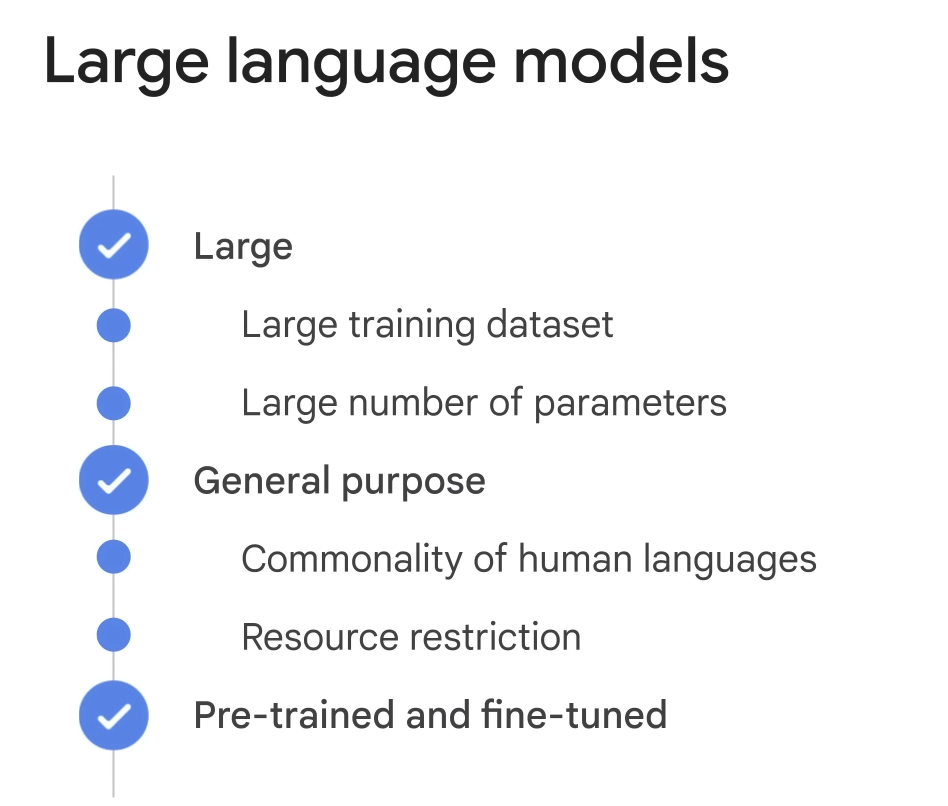 Large language models
Large
Large training dataset
Large number of parameters
General purpose
Commonality of human languages
Resource restriction
Pre-trained and fine-tuned